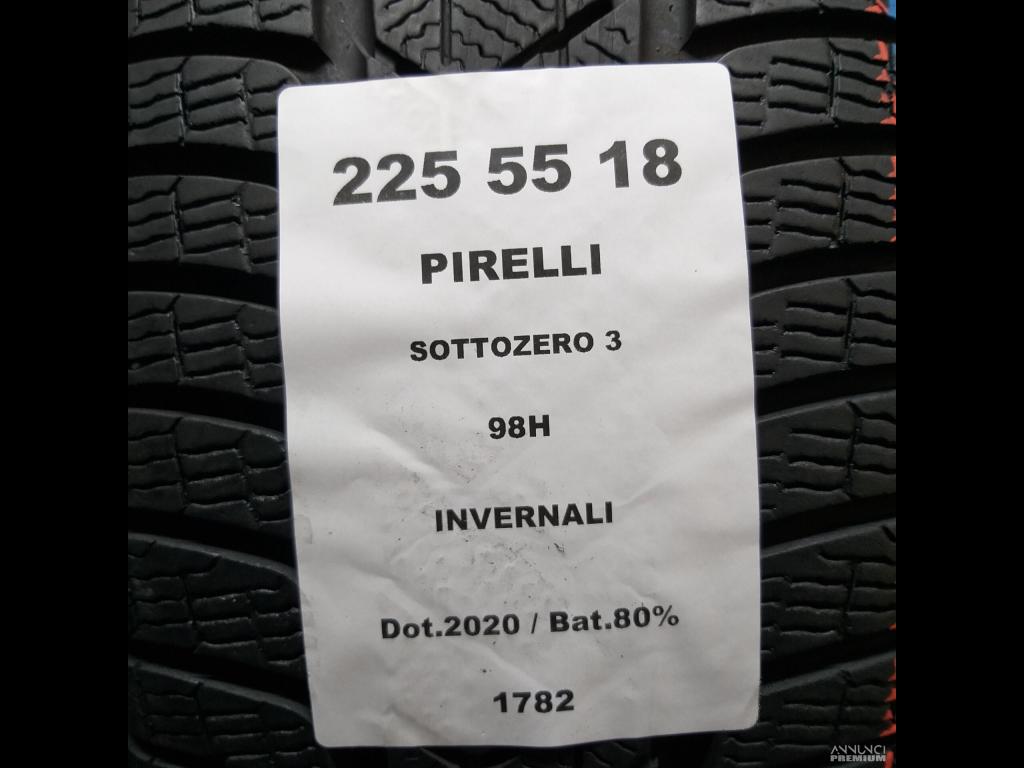 225 55 18
PIRELLI
SOTTOZERO 3
98H
INVERNALI
Dot.2020 / Bat.80%
1782
ANNUNCI
PREMIUM